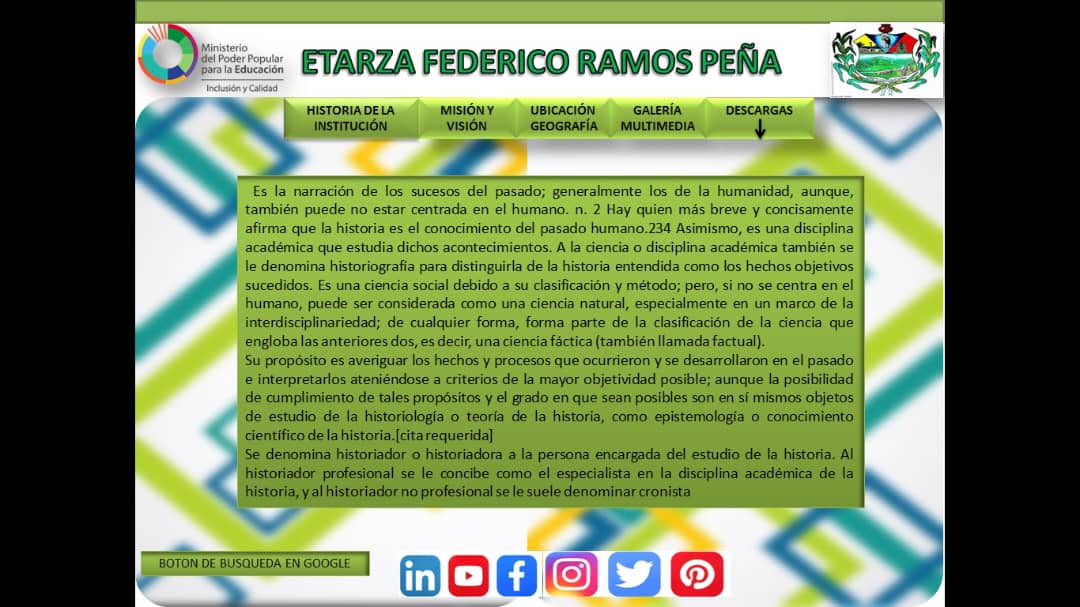 Ministerio
del Poder Popular
para la Educación
Inclusión y Calidad
ETARZA FEDERICO RAMOS PEÑA
HISTORIA DE LA
INSTITUCIÓN
MISIÓN Y
VISIÓN
UBICACIÓN
GEOGRAFÍA
GALERÍA
MULTIMEDIA
DESCARGAS
Es la narración de los sucesos del pasado; generalmente los de la humanidad, aunque,
también puede no estar centrada en el humano. n. 2 Hay quien más breve y concisamente
afirma que la historia es el conocimiento del pasado humano.234 Asimismo, es una disciplina
académica que estudia dichos acontecimientos. A la ciencia o disciplina académica también se
le denomina historiografía para distinguirla de la historia entendida como los hechos objetivos
sucedidos. Es una ciencia social debido a su clasificación y método; pero, si no se centra en el
humano, puede ser considerada como una ciencia natural, especialmente en un marco de la
interdisciplinariedad; de cualquier forma, forma parte de la clasificación de la ciencia que
engloba las anteriores dos, es decir, una ciencia fáctica (también llamada factual).
Su propósito es averiguar los hechos y procesos que ocurrieron y se desarrollaron en el pasado
e interpretarlos ateniéndose a criterios de la mayor objetividad posible; aunque la posibilidad
de cumplimiento de tales propósitos y el grado en que sean posibles son en sí mismos objetos
de estudio de la historiología o teoría de la historia, como epistemología o conocimiento
científico de la historia.[cita requerida]
Se denomina historiador o historiadora a la persona encargada del estudio de la historia. Al
historiador profesional se le concibe como el especialista en la disciplina académica de la
historia, y al historiador no profesional se le suele denominar cronista
BOTON DE BUSQUEDA EN GOOGLE
in